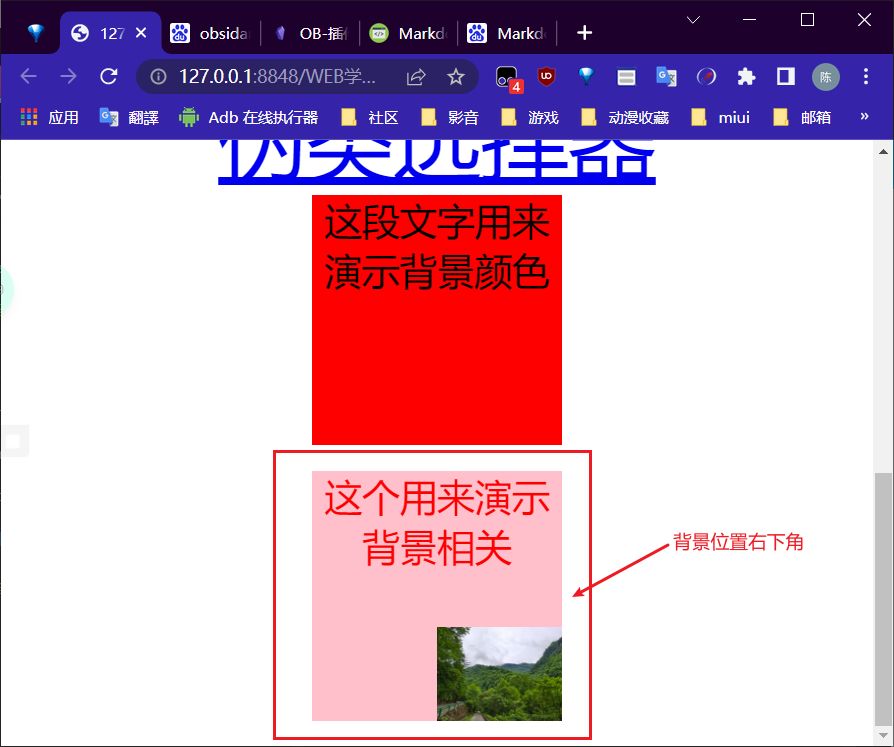 127
obsida
OB-插件
Markd
Markd
127.0.0.1:8848/WEB学...
4
陈
应用
翻譯
Adb 在线执行器
社区
影音
游戏
动漫收藏
miui
邮箱
»
伪类选择器
这段文字用来
演示背景颜色
这个用来演示
背景相关
背景位置右下角